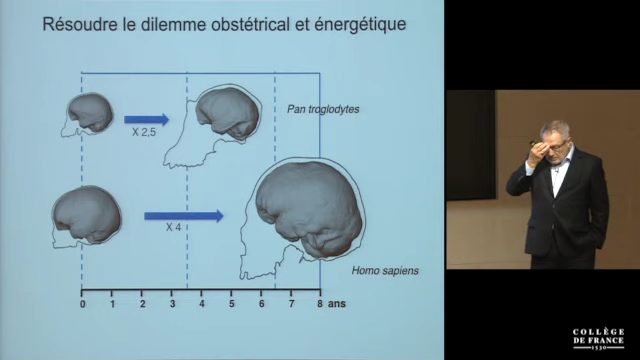 Résoudre le dilemme obstétrical et énergétique
Pan troglodytes
X 2,5
X 4
Homo sapiens
0 1 2 3 4 5 6 7 8 ans
COLLÈGE
DE FRANCE
1530